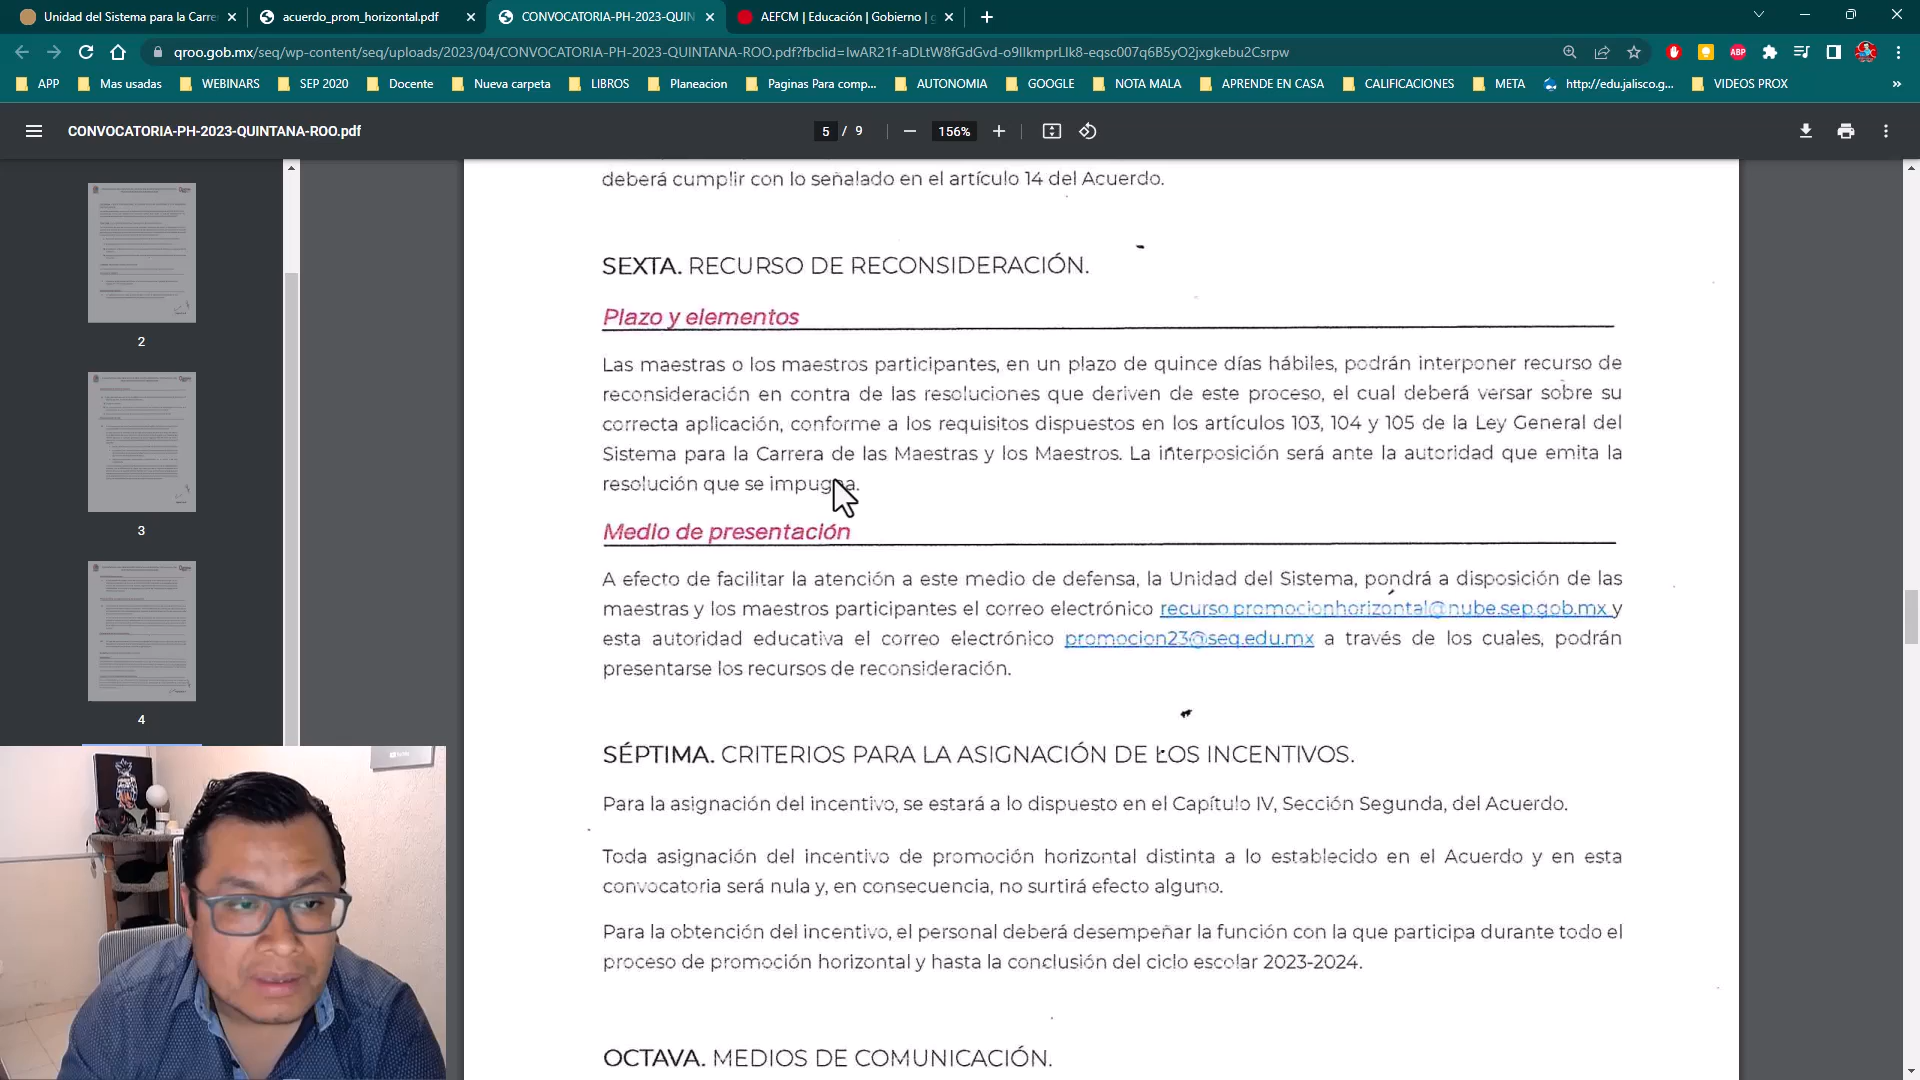 Unidad del Sistema para la Carre
acuerdo_prom_horizontal.pdf
CONVOCATORIA-PH-2023-QUIN
AEFCM | Educación | Gobierno | g
qroo.gob.mx/seq/wp-content/seq/uploads/2023/04/CONVOCATORIA-PH-2023-QUINTANA-ROO.pdf?fbclid=IwAR21f-aDLtW8fGdGvd-o9IlkmprLlk8-eqsc007q6B5yO2jxgkebu2Csrpw
APP
Mas usadas
WEBINARS
SEP 2020
Docente
Nueva carpeta
LIBROS
Planeacion
Paginas Para comp...
AUTONOMIA
GOOGLE
NOTA MALA
APRENDE EN CASA
CALIFICACIONES
META
http://edu.jalisco.g...
VIDEOS PROX
CONVOCATORIA-PH-2023-QUINTANA-ROO.pdf
5 / 9
156%
2
3
4
deberá cumplir con lo señalado en el artículo 14 del Acuerdo.
SEXTA. RECURSO DE RECONSIDERACIÓN.
Plazo y elementos
Las maestras o los maestros participantes, en un plazo de quince días hábiles, podrán interponer recurso de
reconsideración en contra de las resoluciones que deriven de este proceso, el cual deberá versar sobre su
correcta aplicación, conforme a los requisitos dispuestos en los artículos 103, 104 y 105 de la Ley General del
Sistema para la Carrera de las Maestras y los Maestros. La interposición será ante la autoridad que emita la
resolución que se impugna.
Medio de presentación
A efecto de facilitar la atención a este medio de defensa, la Unidad del Sistema, pondrá a disposición de las
maestras y los maestros participantes el correo electrónico recurso.promocionhorizontal@nube.sep.gob.mx y
esta autoridad educativa el correo electrónico promocion23@seq.edu.mx a través de los cuales, podrán
presentarse los recursos de reconsideración.
SÉPTIMA. CRITERIOS PARA LA ASIGNACIÓN DE LOS INCENTIVOS.
Para la asignación del incentivo, se estará a lo dispuesto en el Capítulo IV, Sección Segunda, del Acuerdo.
Toda asignación del incentivo de promoción horizontal distinta a lo establecido en el Acuerdo y en esta
convocatoria será nula y, en consecuencia, no surtirá efecto alguno.
Para la obtención del incentivo, el personal deberá desempeñar la función con la que participa durante todo el
proceso de promoción horizontal y hasta la conclusión del ciclo escolar 2023-2024.
OCTAVA. MEDIOS DE COMUNICACIÓN.